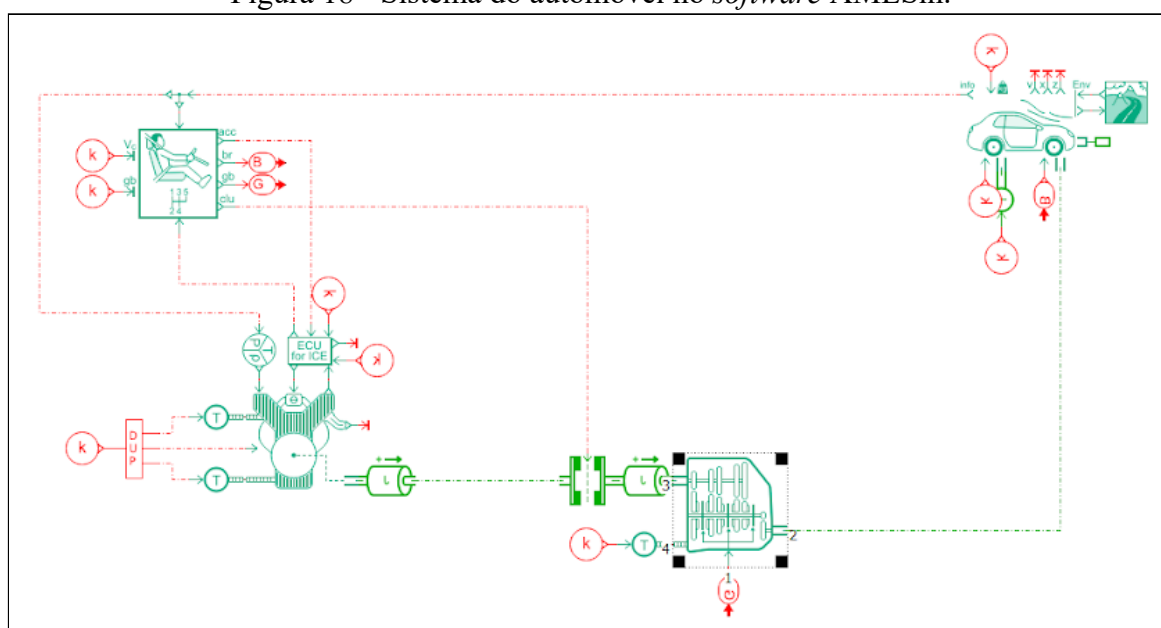 Figura 18 - Sistema do automóvel no software AMESim.
K
info
v x z
Env
acc
Vc
k
br
B
gb
k
gb
G
clu
1 3 5
2 4
K
B
K
K
T
P ρ
ECU
for ICE
k
Θ
T
k
D
U
P
T
+
ι
+
ι
3
k
T
4
2
1
G